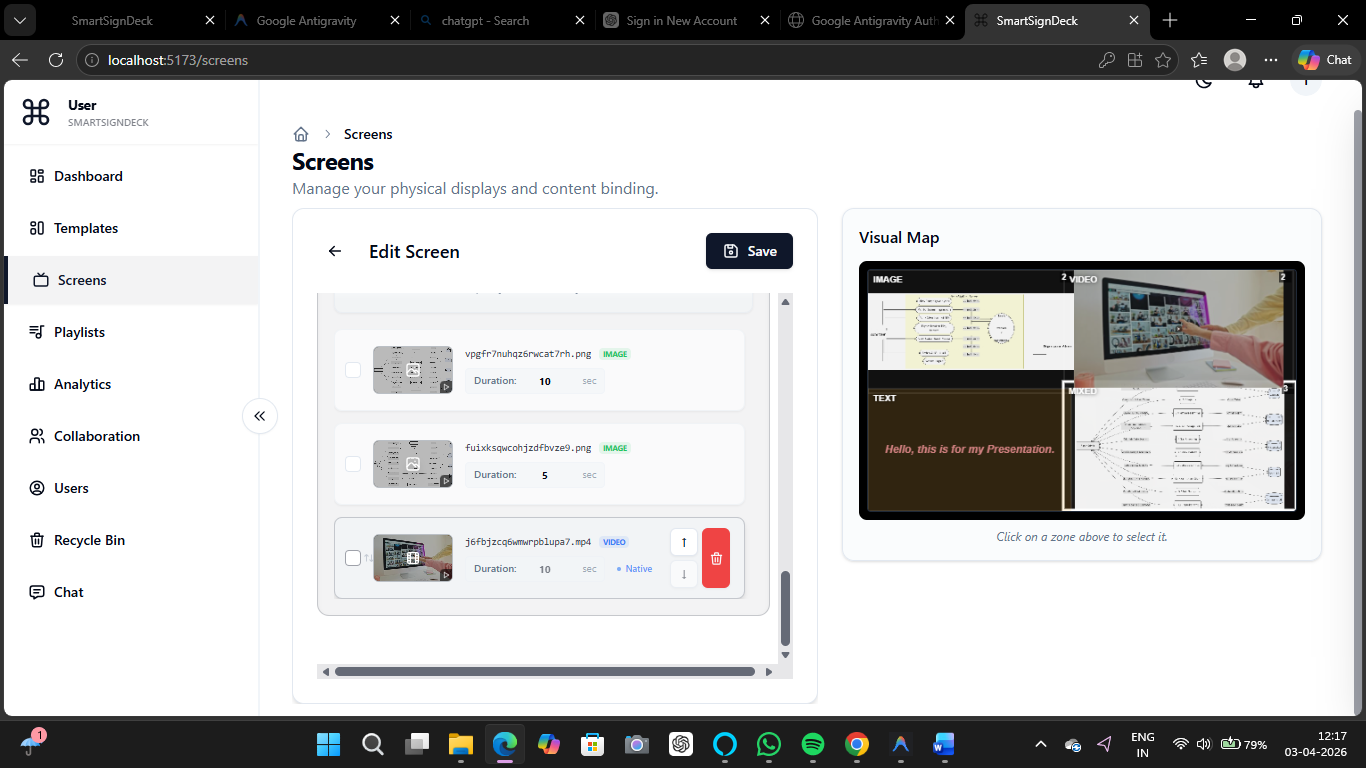 SmartSignDeck
Google Antigravity
chatgpt - Search
Sign in New Account
Google Antigravity Auth
SmartSignDeck
localhost:5173/screens
Chat
User
SMARTSIGNDECK
Dashboard
Templates
Screens
Playlists
Analytics
Collaboration
Users
Recycle Bin
Chat
Screens
Screens
Manage your physical displays and content binding.
Edit Screen
Save
vpgfr7nuhqz6rwcat7rh.png IMAGE
Duration: 10 sec
fuixksqwcohjzdfbvze9.png IMAGE
Duration: 5 sec
j6fbjzcq6wmwrpblupa7.mp4 VIDEO
Duration: 10 sec • Native
Visual Map
IMAGE 2
VIDEO 2
TEXT
Hello, this is for my Presentation.
MIXED 3
Click on a zone above to select it.
1
ENG
IN
79%
12:17
03-04-2026